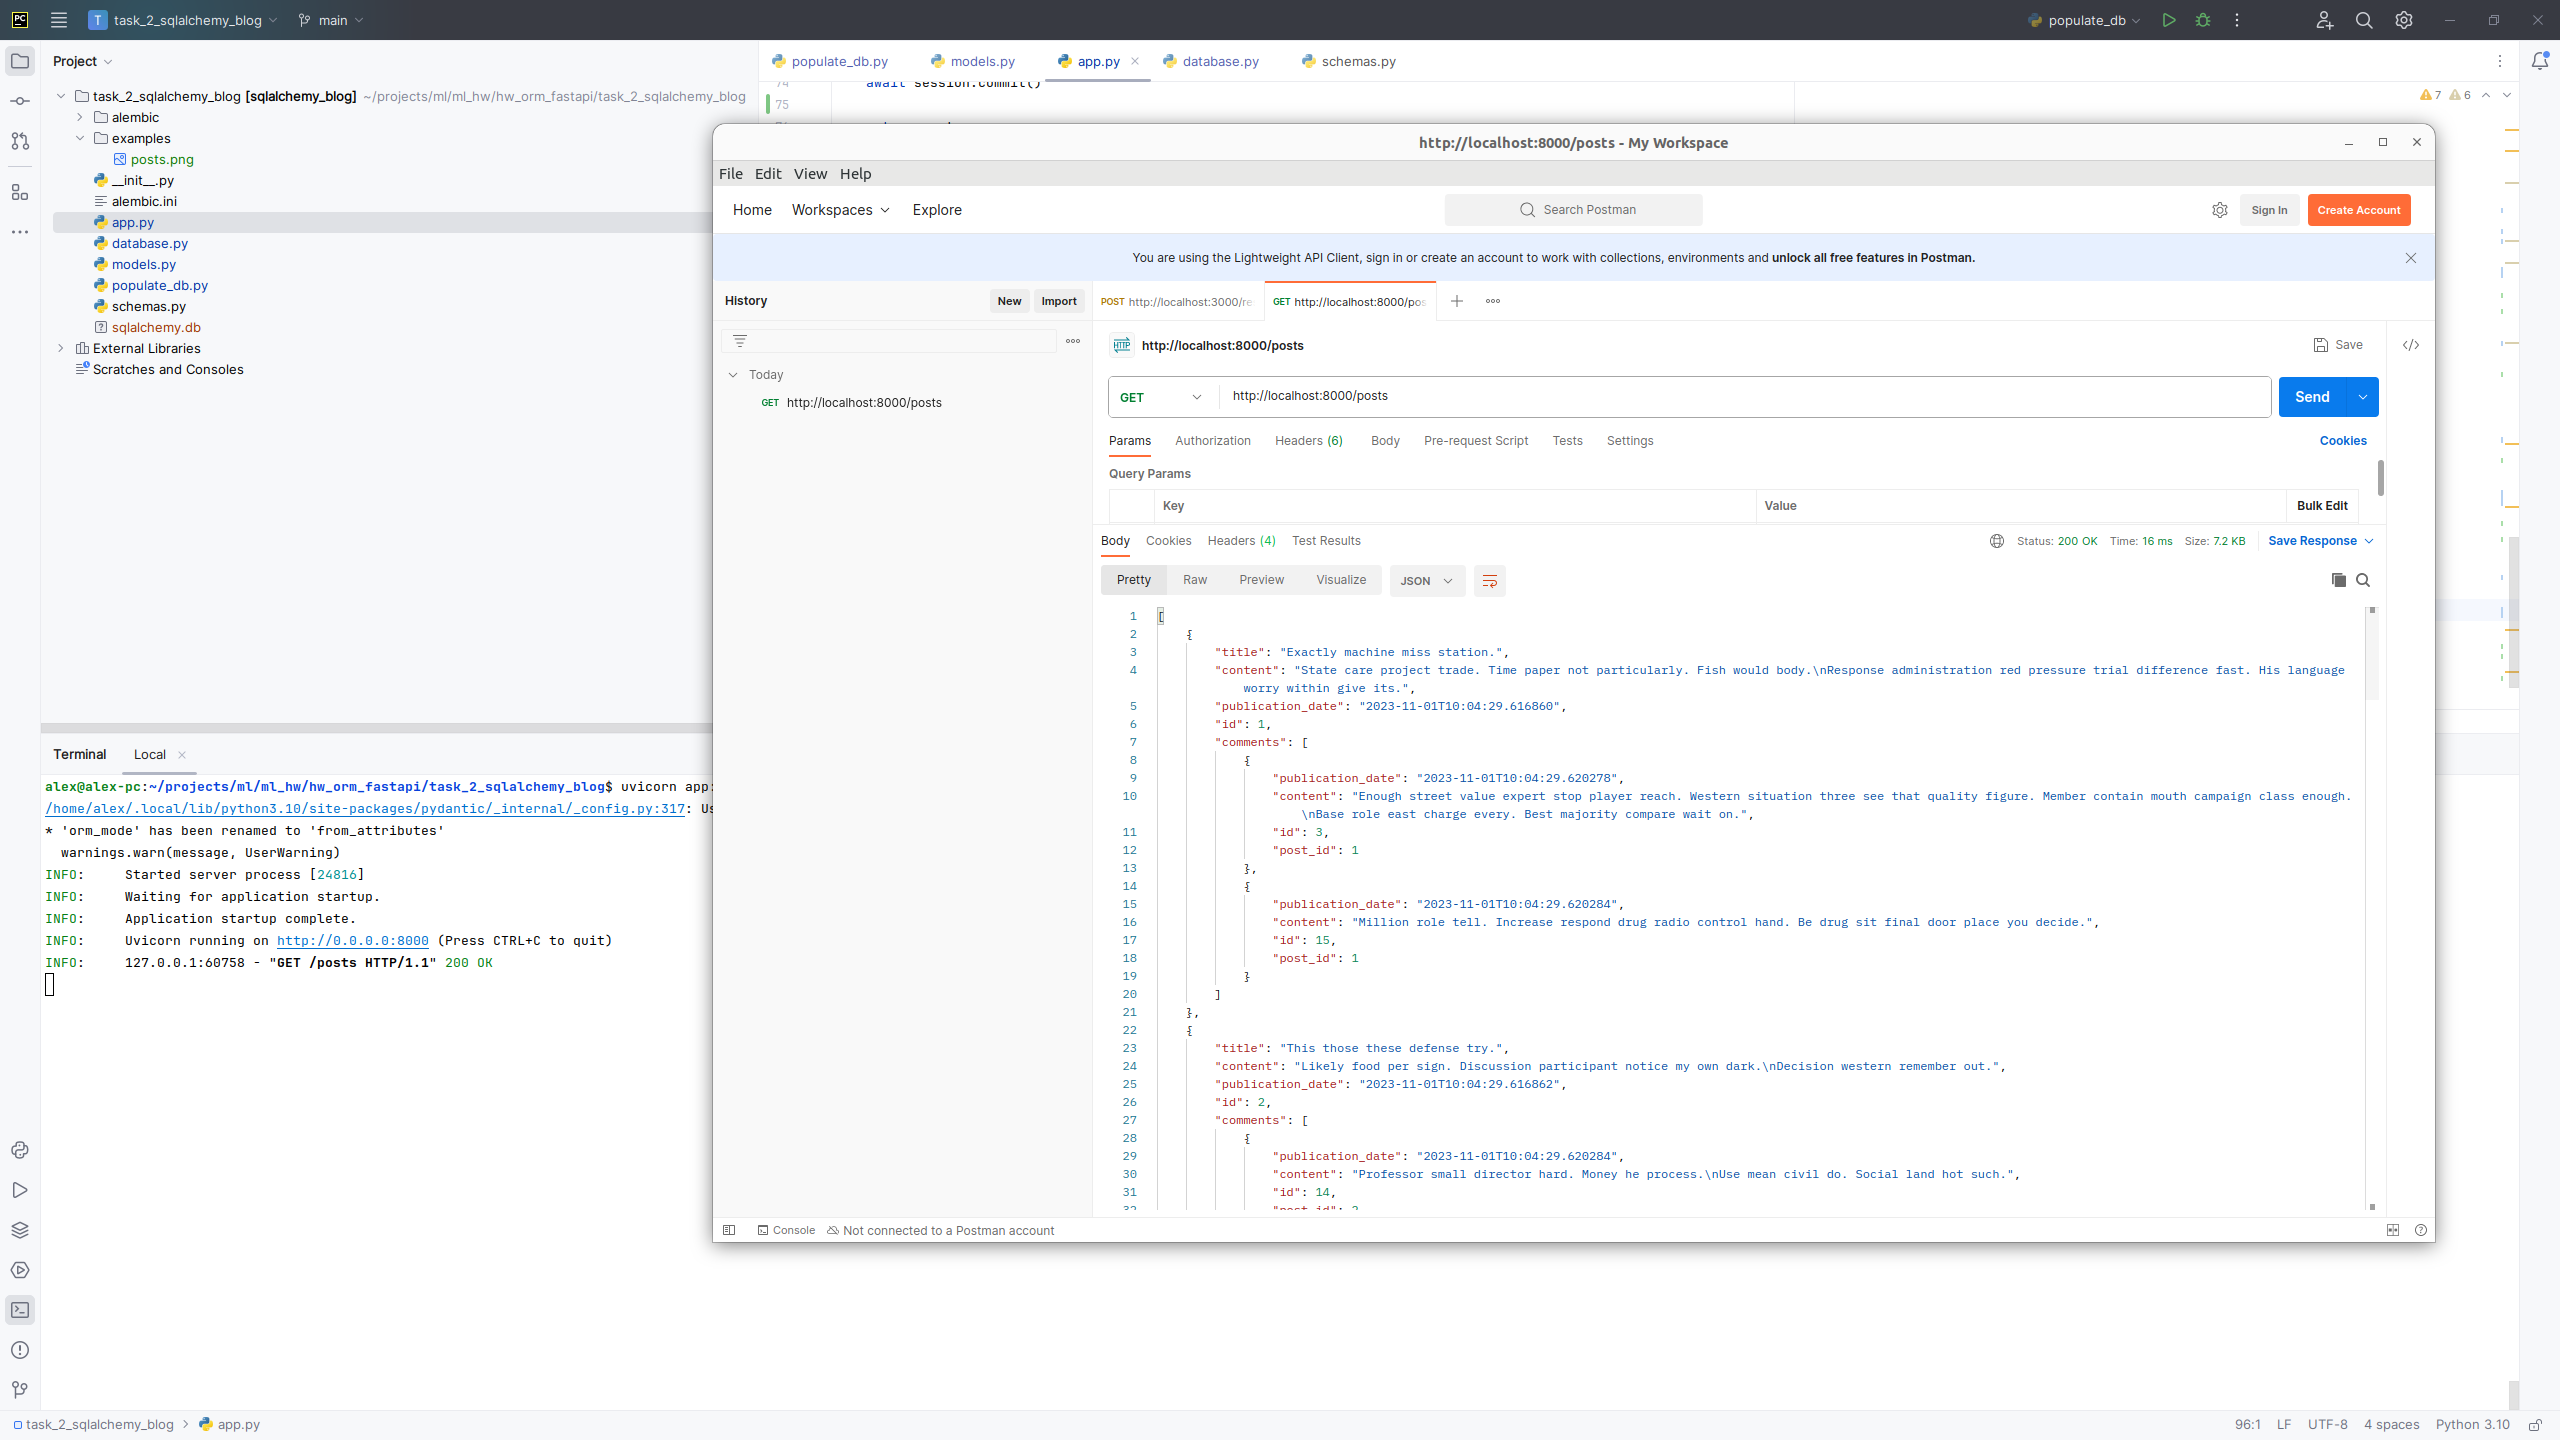 PC
T task_2_sqlalchemy_blog
main
populate_db
Project
task_2_sqlalchemy_blog [sqlalchemy_blog] ~/projects/ml/ml_hw/hw_orm_fastapi/task_2_sqlalchemy_blog
alembic
examples
posts.png
__init__.py
alembic.ini
app.py
database.py
models.py
populate_db.py
schemas.py
sqlalchemy.db
External Libraries
Scratches and Consoles
populate_db.py
models.py
app.py
database.py
schemas.py
74 await session.commit()
75
7 6
http://localhost:8000/posts - My Workspace
File Edit View Help
Home Workspaces Explore
Search Postman
Sign In
Create Account
You are using the Lightweight API Client, sign in or create an account to work with collections, environments and unlock all free features in Postman.
History
New
Import
Today
GET http://localhost:8000/posts
POST http://localhost:3000/re
GET http://localhost:8000/pos
HTTP http://localhost:8000/posts
Save
</>
GET http://localhost:8000/posts
Send
Params Authorization Headers (6) Body Pre-request Script Tests Settings Cookies
Query Params
Key Value Bulk Edit
Body Cookies Headers (4) Test Results
Status: 200 OK Time: 16 ms Size: 7.2 KB Save Response
Pretty Raw Preview Visualize JSON
1 [
2 {
3 "title": "Exactly machine miss station.",
4 "content": "State care project trade. Time paper not particularly. Fish would body.\nResponse administration red pressure trial difference fast. His language
worry within give its.",
5 "publication_date": "2023-11-01T10:04:29.616860",
6 "id": 1,
7 "comments": [
8 {
9 "publication_date": "2023-11-01T10:04:29.620278",
10 "content": "Enough street value expert stop player reach. Western situation three see that quality figure. Member contain mouth campaign class enough.
\nBase role east charge every. Best majority compare wait on.",
11 "id": 3,
12 "post_id": 1
13 },
14 {
15 "publication_date": "2023-11-01T10:04:29.620284",
16 "content": "Million role tell. Increase respond drug radio control hand. Be drug sit final door place you decide.",
17 "id": 15,
18 "post_id": 1
19 }
20 ]
21 },
22 {
23 "title": "This those these defense try.",
24 "content": "Likely food per sign. Discussion participant notice my own dark.\nDecision western remember out.",
25 "publication_date": "2023-11-01T10:04:29.616862",
26 "id": 2,
27 "comments": [
28 {
29 "publication_date": "2023-11-01T10:04:29.620284",
30 "content": "Professor small director hard. Money he process.\nUse mean civil do. Social land hot such.",
31 "id": 14,
32 "post_id": 2
Console Not connected to a Postman account
Terminal Local
alex@alex-pc:~/projects/ml/ml_hw/hw_orm_fastapi/task_2_sqlalchemy_blog$ uvicorn app:
/home/alex/.local/lib/python3.10/site-packages/pydantic/_internal/_config.py:317: Us
* 'orm_mode' has been renamed to 'from_attributes'
warnings.warn(message, UserWarning)
INFO: Started server process [24816]
INFO: Waiting for application startup.
INFO: Application startup complete.
INFO: Uvicorn running on http://0.0.0.0:8000 (Press CTRL+C to quit)
INFO: 127.0.0.1:60758 - "GET /posts HTTP/1.1" 200 OK
task_2_sqlalchemy_blog > app.py
96:1 LF UTF-8 4 spaces Python 3.10